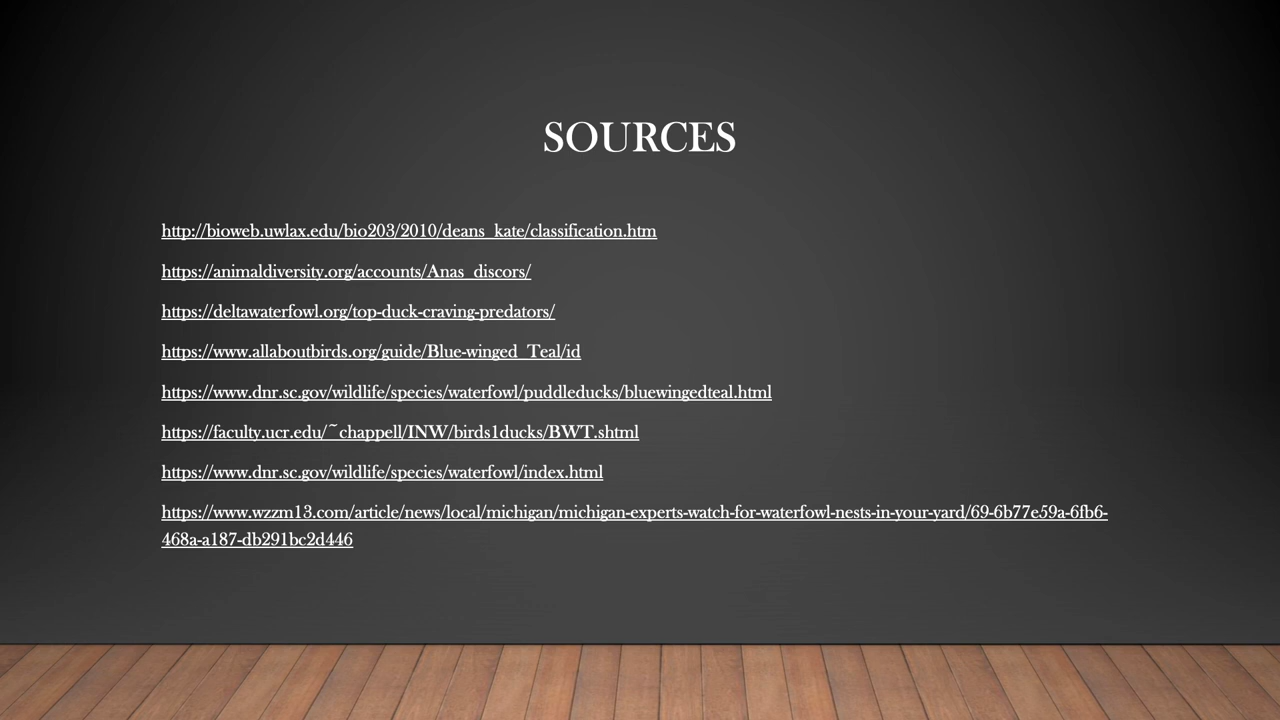 SOURCES
http://bioweb.uwlax.edu/bio203/2010/deans_kate/classification.htm
https://animaldiversity.org/accounts/Anas_discors/
https://deltawaterfowl.org/top-duck-craving-predators/
https://www.allaboutbirds.org/guide/Blue-winged_Teal/id
https://www.dnr.sc.gov/wildlife/species/waterfowl/puddleducks/bluewingedteal.html
https://faculty.ucr.edu/~chappell/INW/birds1ducks/BWT.shtml
https://www.dnr.sc.gov/wildlife/species/waterfowl/index.html
https://www.wzzm13.com/article/news/local/michigan/michigan-experts-watch-for-waterfowl-nests-in-your-yard/69-6b77e59a-6fb6-
468a-a187-db291bc2d446